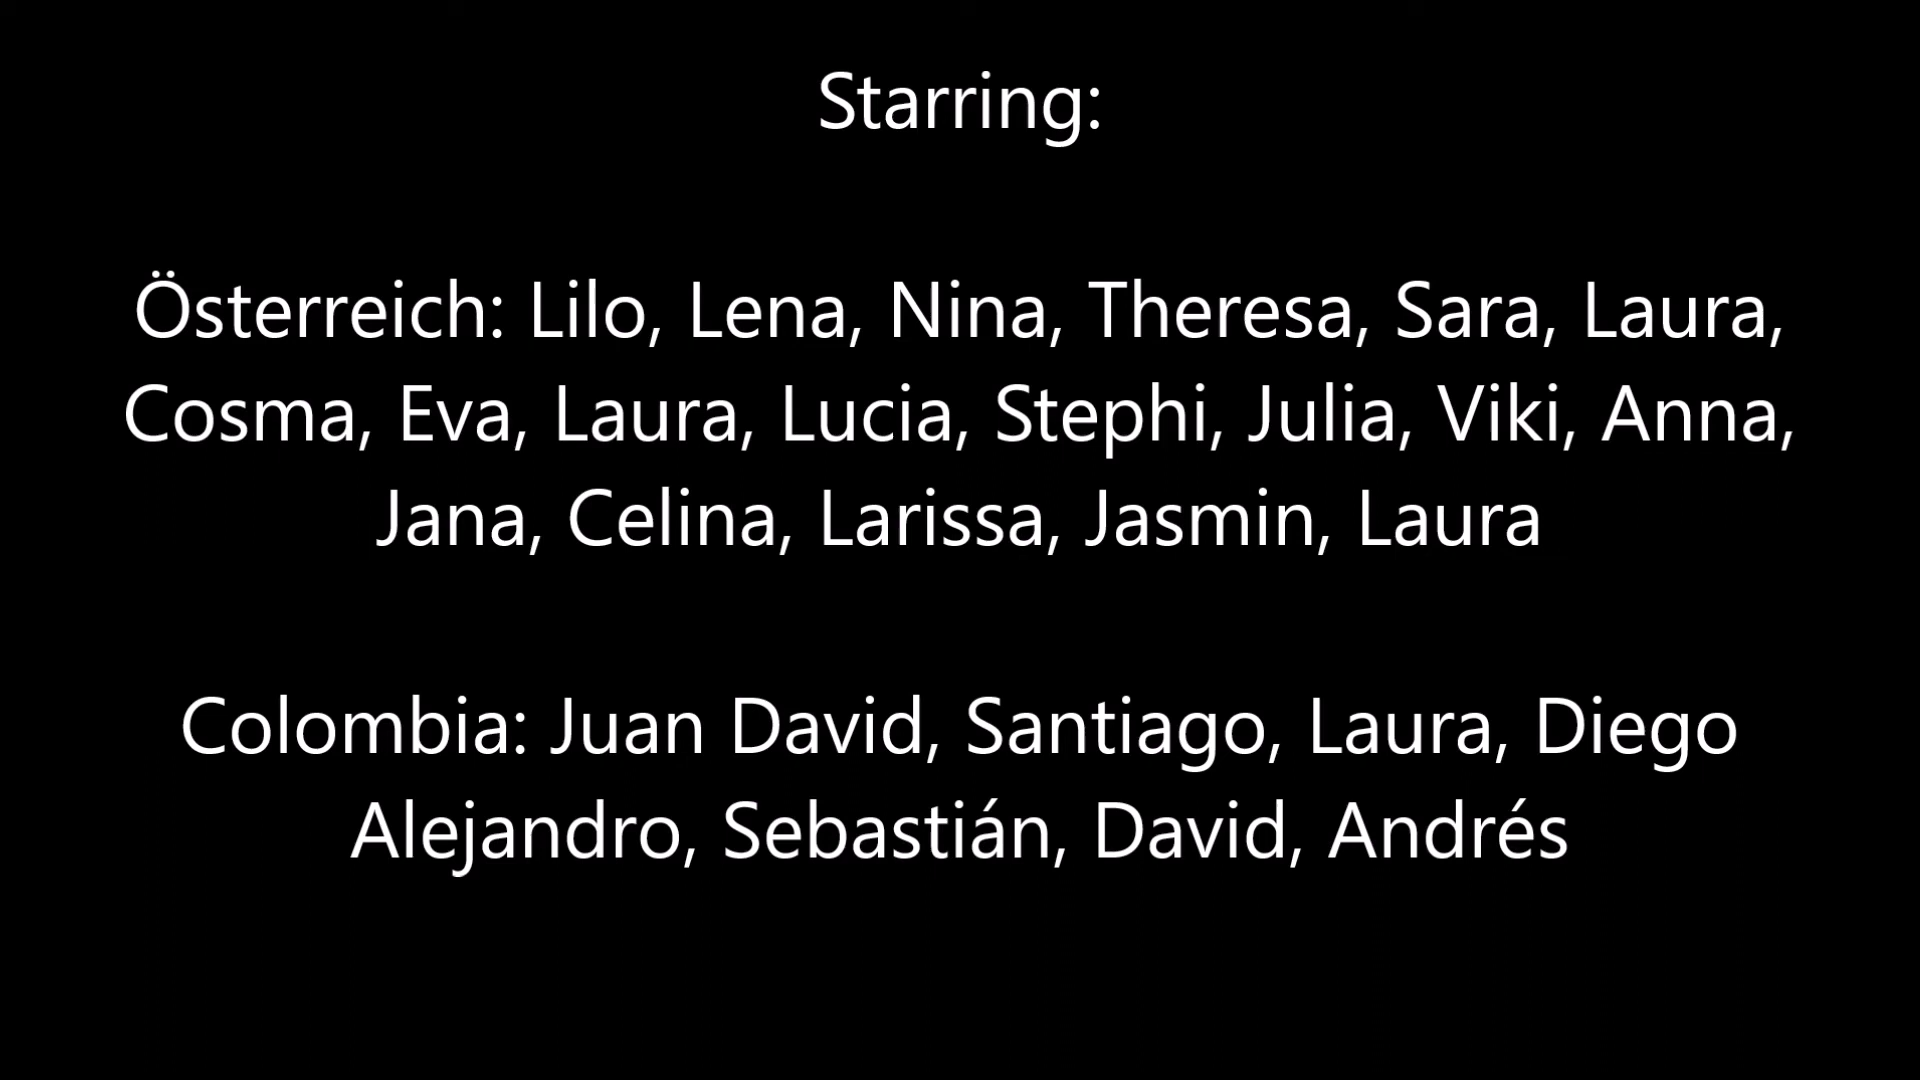 Starring:
Österreich: Lilo, Lena, Nina, Theresa, Sara, Laura,
Cosma, Eva, Laura, Lucia, Stephi, Julia, Viki, Anna,
Jana, Celina, Larissa, Jasmin, Laura
Colombia: Juan David, Santiago, Laura, Diego
Alejandro, Sebastián, David, Andrés